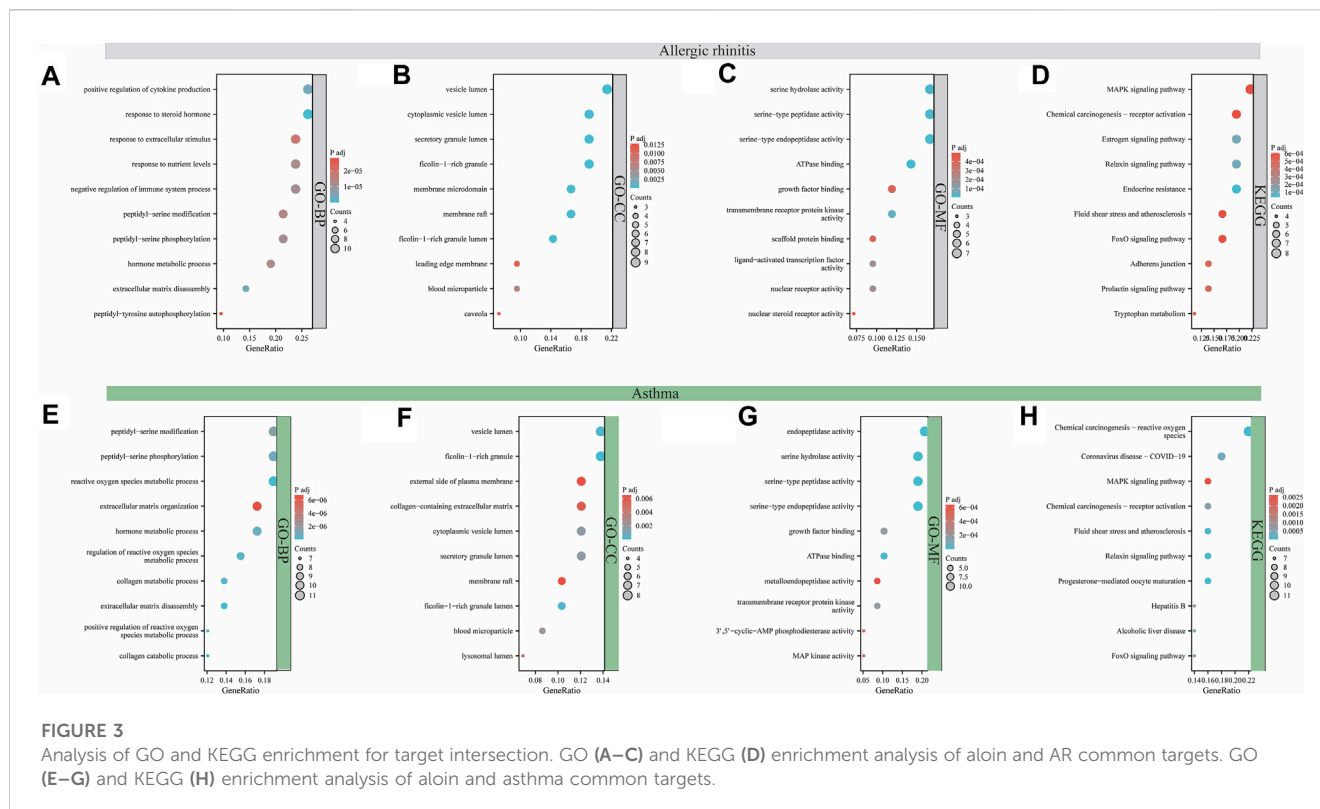 Allergic rhinitis
A
positive regulation of cytokine production
response to steroid hormone
response to extracellular stimulus
response to nutrient levels
negative regulation of immune system process
peptidyl−serine modification
peptidyl−serine phosphorylation
hormone metabolic process
extracellular matrix disassembly
peptidyl−tyrosine autophosphorylation
0.10 0.15 0.20 0.25
GeneRatio
GO-BP
P adj
2e−05
1e−05
Counts
4
6
8
10
B
vesicle lumen
cytoplasmic vesicle lumen
secretory granule lumen
ficolin−1−rich granule
membrane microdomain
membrane raft
ficolin−1−rich granule lumen
leading edge membrane
blood microparticle
caveola
0.10 0.14 0.18 0.22
GeneRatio
GO-CC
P adj
0.0125
0.0100
0.0075
0.0050
0.0025
Counts
3
4
5
6
7
8
9
C
serine hydrolase activity
serine−type peptidase activity
serine−type endopeptidase activity
ATPase binding
growth factor binding
transmembrane receptor protein kinase
activity
scaffold protein binding
ligand−activated transcription factor
activity
nuclear receptor activity
nuclear steroid receptor activity
0.075 0.100 0.125 0.150
GeneRatio
GO-MF
P adj
4e−04
3e−04
2e−04
1e−04
Counts
3
4
5
6
7
D
MAPK signaling pathway
Chemical carcinogenesis − receptor activation
Estrogen signaling pathway
Relaxin signaling pathway
Endocrine resistance
Fluid shear stress and atherosclerosis
FoxO signaling pathway
Adherens junction
Prolactin signaling pathway
Tryptophan metabolism
0.125 0.150 0.175 0.200 0.225
GeneRatio
KEGG
P adj
6e−04
5e−04
4e−04
3e−04
2e−04
1e−04
Counts
4
5
6
7
8
Asthma
E
peptidyl−serine modification
peptidyl−serine phosphorylation
reactive oxygen species metabolic process
extracellular matrix organization
hormone metabolic process
regulation of reactive oxygen species
metabolic process
collagen metabolic process
extracellular matrix disassembly
positive regulation of reactive oxygen
species metabolic process
collagen catabolic process
0.12 0.14 0.16 0.18
GeneRatio
GO-BP
P adj
6e−06
4e−06
2e−06
Counts
7
8
9
10
11
F
vesicle lumen
ficolin−1−rich granule
external side of plasma membrane
collagen−containing extracellular matrix
cytoplasmic vesicle lumen
secretory granule lumen
membrane raft
ficolin−1−rich granule lumen
blood microparticle
lysosomal lumen
0.08 0.10 0.12 0.14
GeneRatio
GO-CC
P adj
0.006
0.004
0.002
Counts
4
5
6
7
8
G
endopeptidase activity
serine hydrolase activity
serine−type peptidase activity
serine−type endopeptidase activity
growth factor binding
ATPase binding
metalloendopeptidase activity
transmembrane receptor protein kinase
activity
3',5'−cyclic−AMP phosphodiesterase activity
MAP kinase activity
0.05 0.10 0.15 0.20
GeneRatio
GO-MF
P adj
6e−04
4e−04
2e−04
Counts
5.0
7.5
10.0
H
Chemical carcinogenesis − reactive oxygen
species
Coronavirus disease − COVID−19
MAPK signaling pathway
Chemical carcinogenesis − receptor activation
Fluid shear stress and atherosclerosis
Relaxin signaling pathway
Progesterone−mediated oocyte maturation
Hepatitis B
Alcoholic liver disease
FoxO signaling pathway
0.14 0.16 0.18 0.20 0.22
GeneRatio
KEGG
P adj
0.0025
0.0020
0.0015
0.0010
0.0005
Counts
7
8
9
10
11
FIGURE 3
Analysis of GO and KEGG enrichment for target intersection. GO (A–C) and KEGG (D) enrichment analysis of aloin and AR common targets. GO
(E–G) and KEGG (H) enrichment analysis of aloin and asthma common targets.